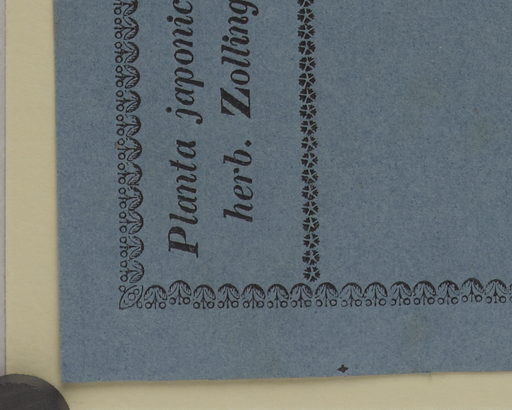 Planta japonic
herb. Zolling